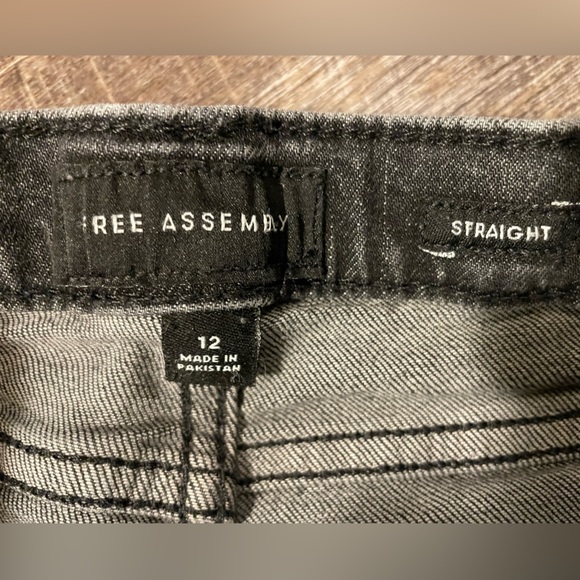 FREE ASSEMBLY
STRAIGHT
12
MADE IN
PAKISTAN